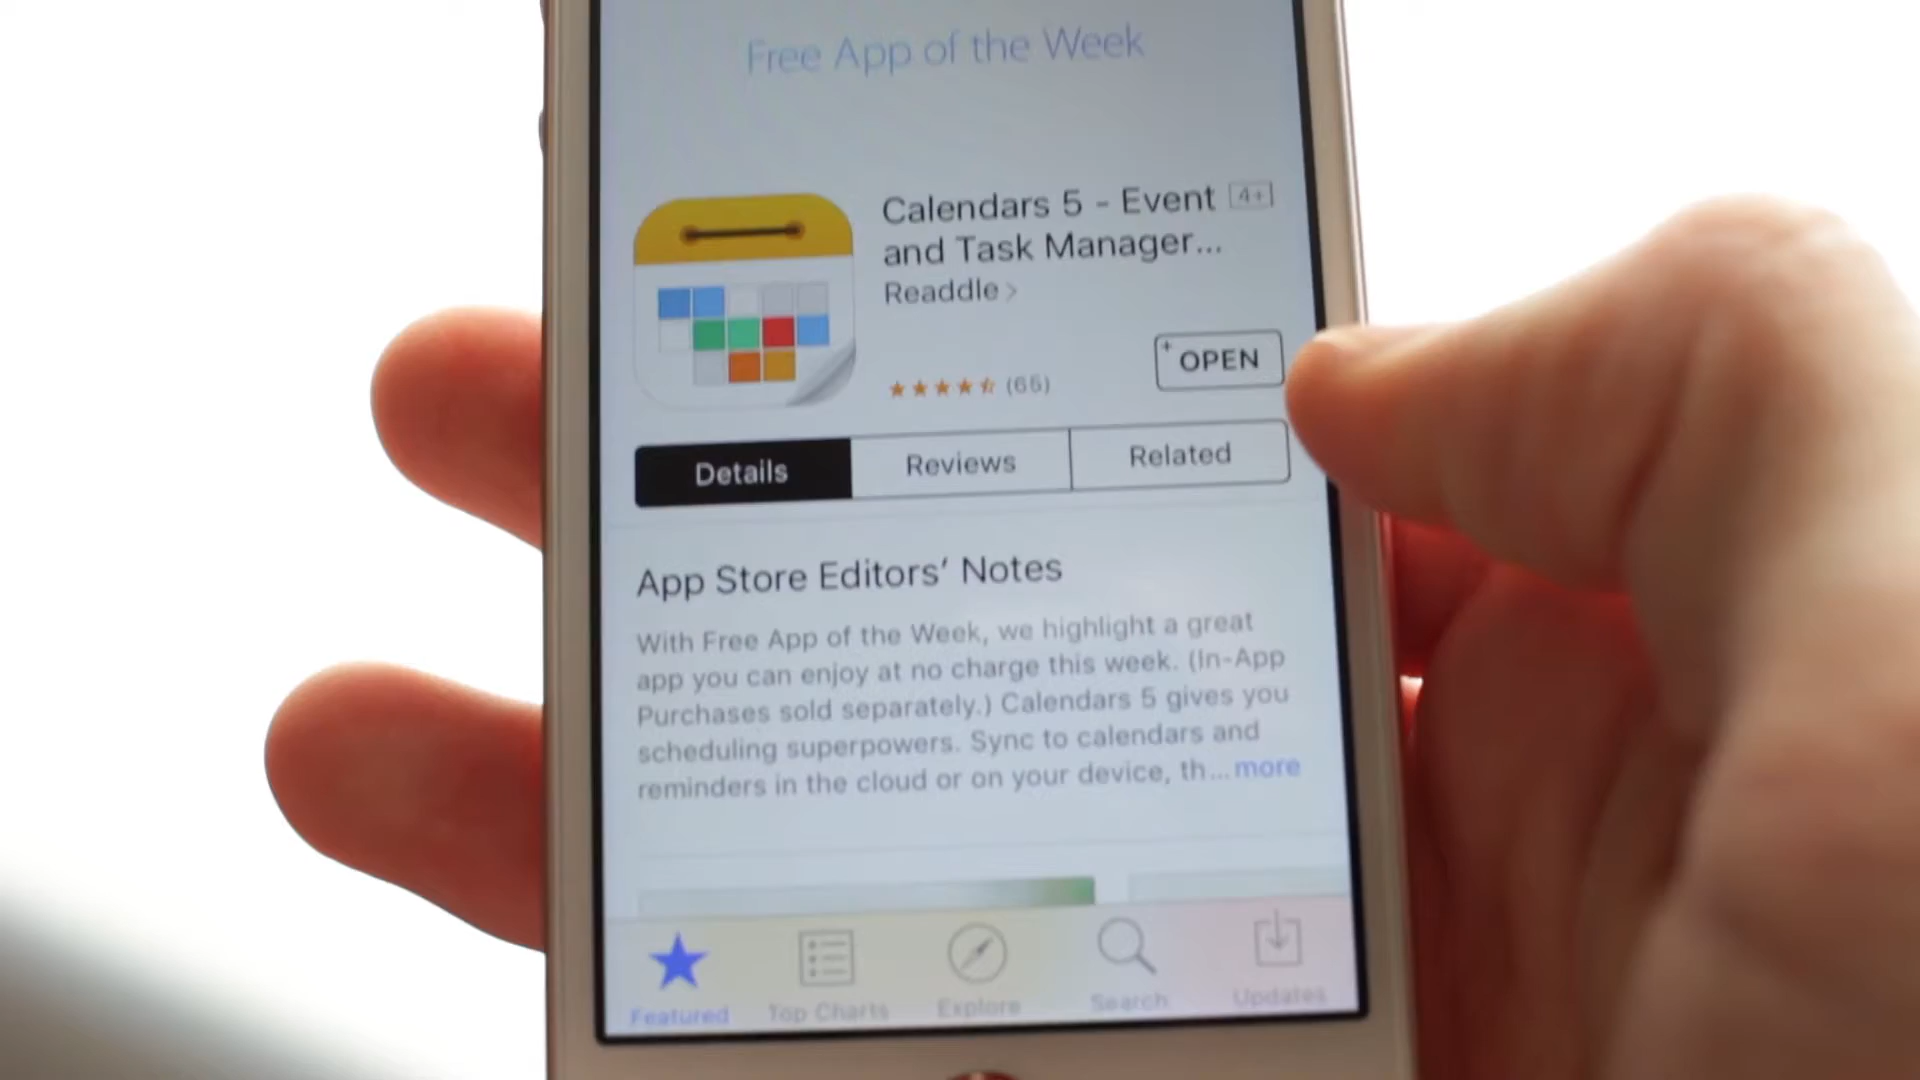 Free App of the Week
Calendars 5 - Event 4+
and Task Manager...
Readdle >
(65)
+ OPEN
Details Reviews Related
App Store Editors’ Notes
With Free App of the Week, we highlight a great
app you can enjoy at no charge this week. (In-App
Purchases sold separately.) Calendars 5 gives you
scheduling superpowers. Sync to calendars and
reminders in the cloud or on your device, th... more
Featured Top Charts Explore Search Updates